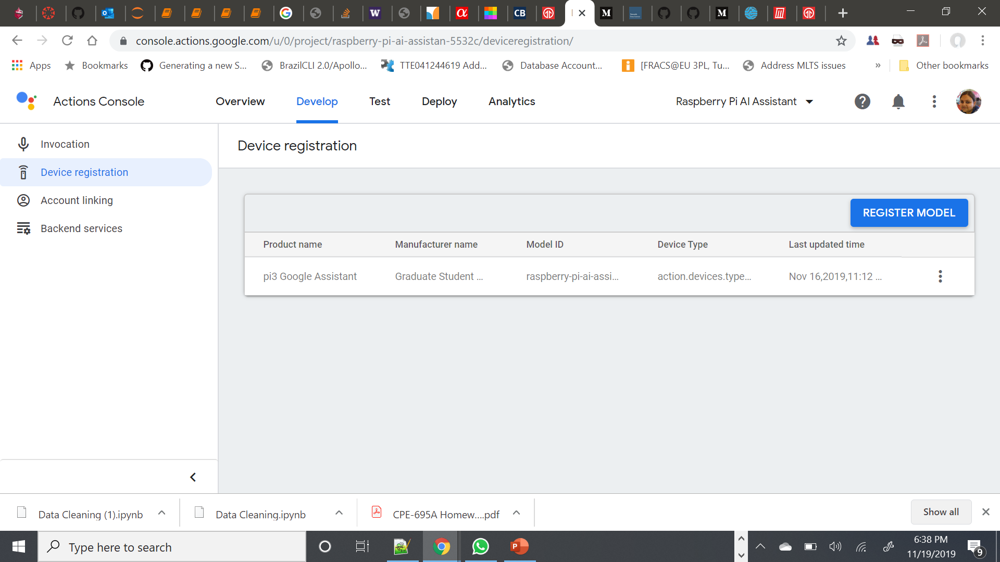 console.actions.google.com/u/0/project/raspberry-pi-ai-assistan-5532c/deviceregistration/
Apps Bookmarks Generating a new S... BrazilCLI 2.0/Apollo... TTE041244619 Add... Database Account... [FRACS@EU 3PL, Tu... Address MLTS issues » Other bookmarks
Actions Console Overview Develop Test Deploy Analytics Raspberry Pi AI Assistant
Invocation
Device registration
Account linking
Backend services
Device registration
REGISTER MODEL
Product name Manufacturer name Model ID Device Type Last updated time
pi3 Google Assistant Graduate Student ... raspberry-pi-ai-assi... action.devices.type... Nov 16,2019,11:12 ...
Data Cleaning (1).ipynb Data Cleaning.ipynb CPE-695A Homew....pdf Show all
Type here to search
6:38 PM
11/19/2019
9